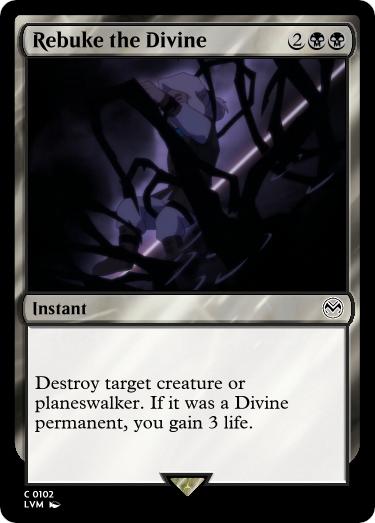 Rebuke the Divine 2
Instant
Destroy target creature or
planeswalker. If it was a Divine
permanent, you gain 3 life.
C 0102
LVM